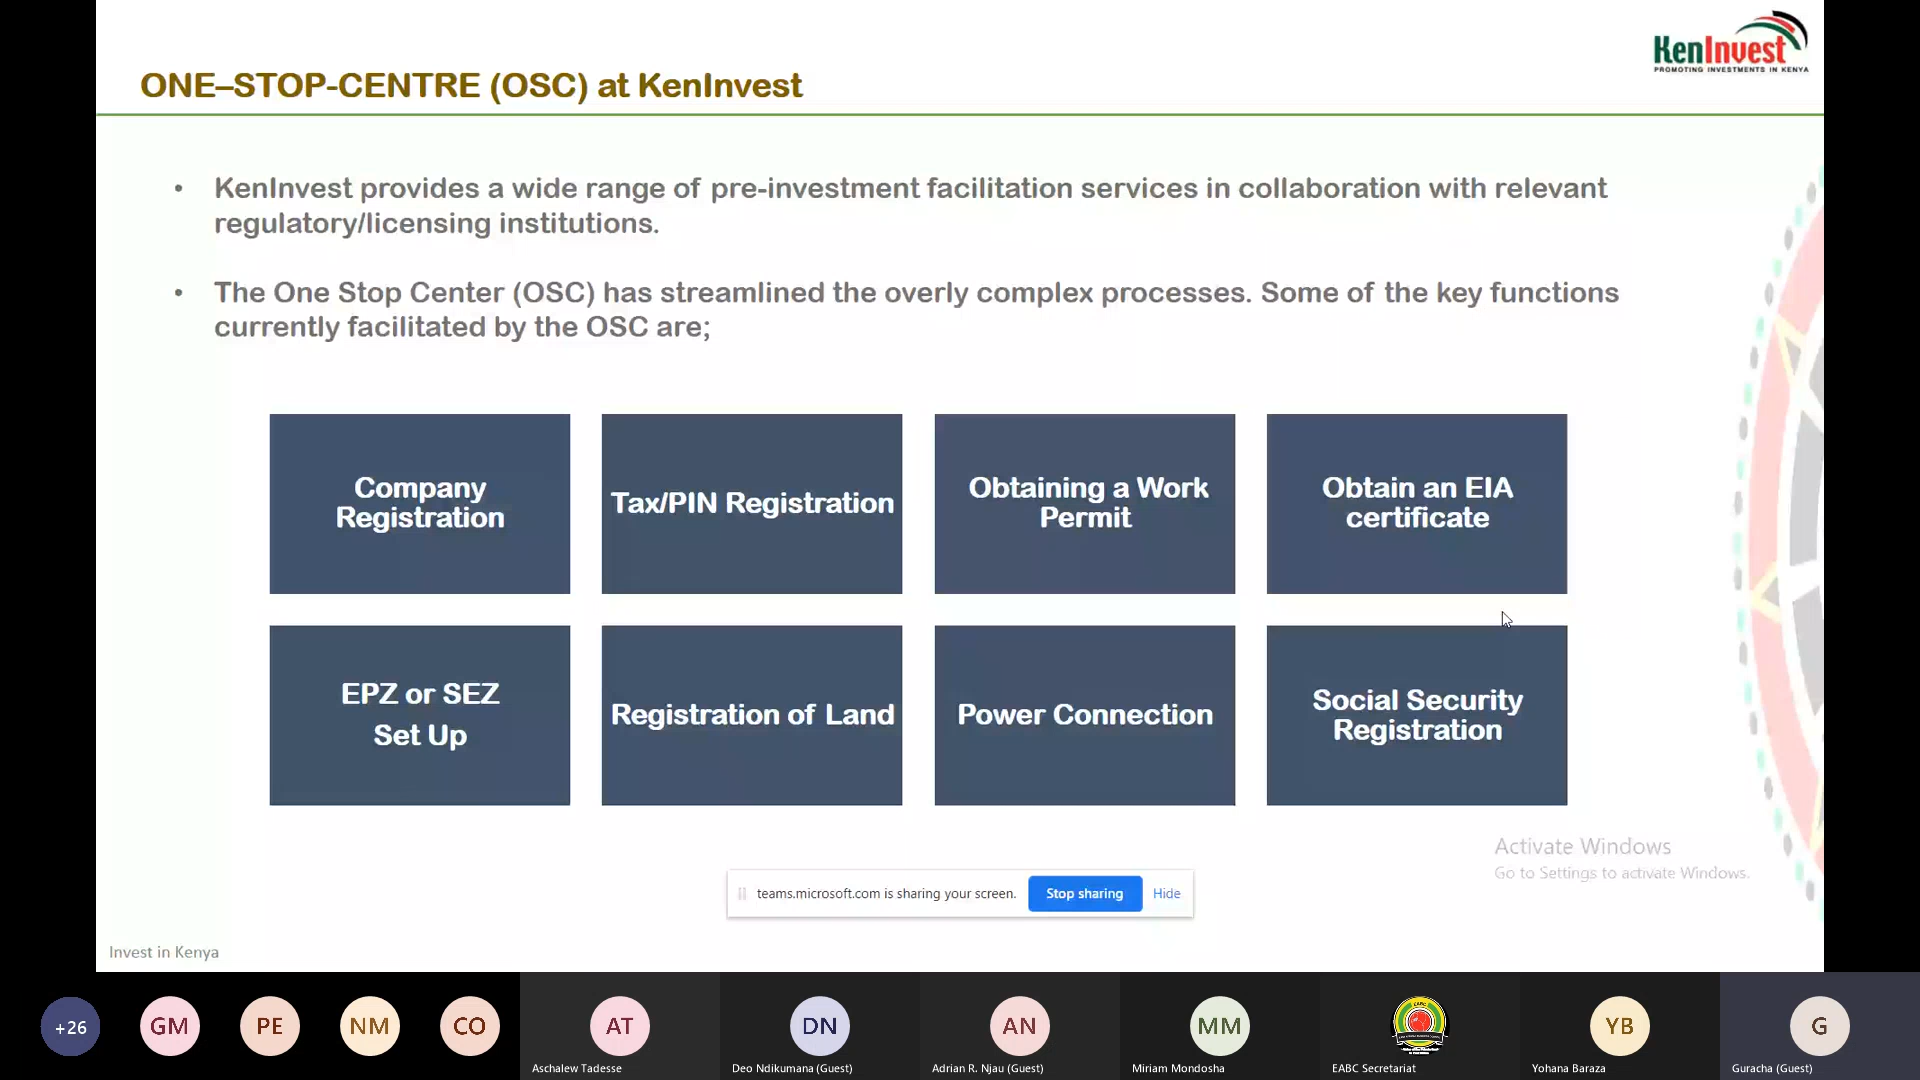 KenInvest
PROMOTING INVESTMENTS IN KENYA
ONE–STOP-CENTRE (OSC) at KenInvest
• KenInvest provides a wide range of pre-investment facilitation services in collaboration with relevant
regulatory/licensing institutions.
• The One Stop Center (OSC) has streamlined the overly complex processes. Some of the key functions
currently facilitated by the OSC are;
Company
Registration
Tax/PIN Registration
Obtaining a Work
Permit
Obtain an EIA
certificate
EPZ or SEZ
Set Up
Registration of Land
Power Connection
Social Security
Registration
Activate Windows
Go to Settings to activate Windows.
teams.microsoft.com is sharing your screen.
Stop sharing
Hide
Invest in Kenya
+26
GM
PE
NM
CO
AT
Aschalew Tadesse
DN
Deo Ndikumana (Guest)
AN
Adrian R. Njau (Guest)
MM
Miriam Mondosha
EABC
EABC Secretariat
YB
Yohana Baraza
G
Guracha (Guest)